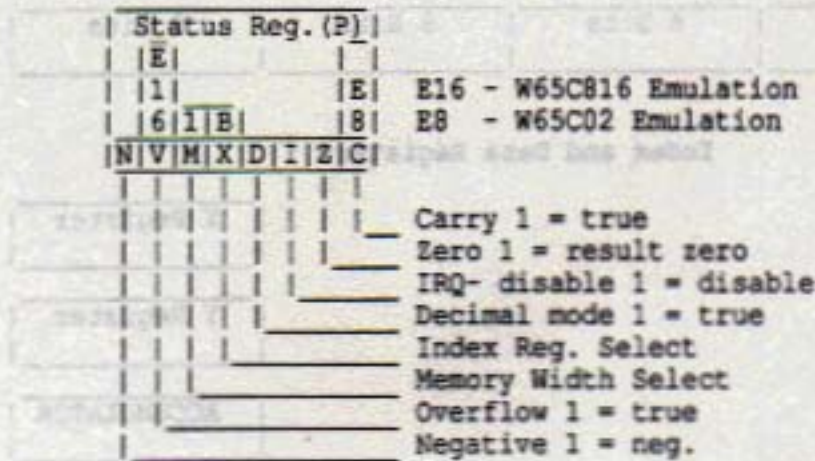 Status Reg.(P)
|E|
|1| |E| E16 - W65C816 Emulation
|6|1|B| |8| E8 - W65C02 Emulation
|N|V|M|X|D|I|Z|C|
Carry 1 = true
Zero 1 = result zero
IRQ- disable 1 = disable
Decimal mode 1 = true
Index Reg. Select
Memory Width Select
Overflow 1 = true
Negative 1 = neg.